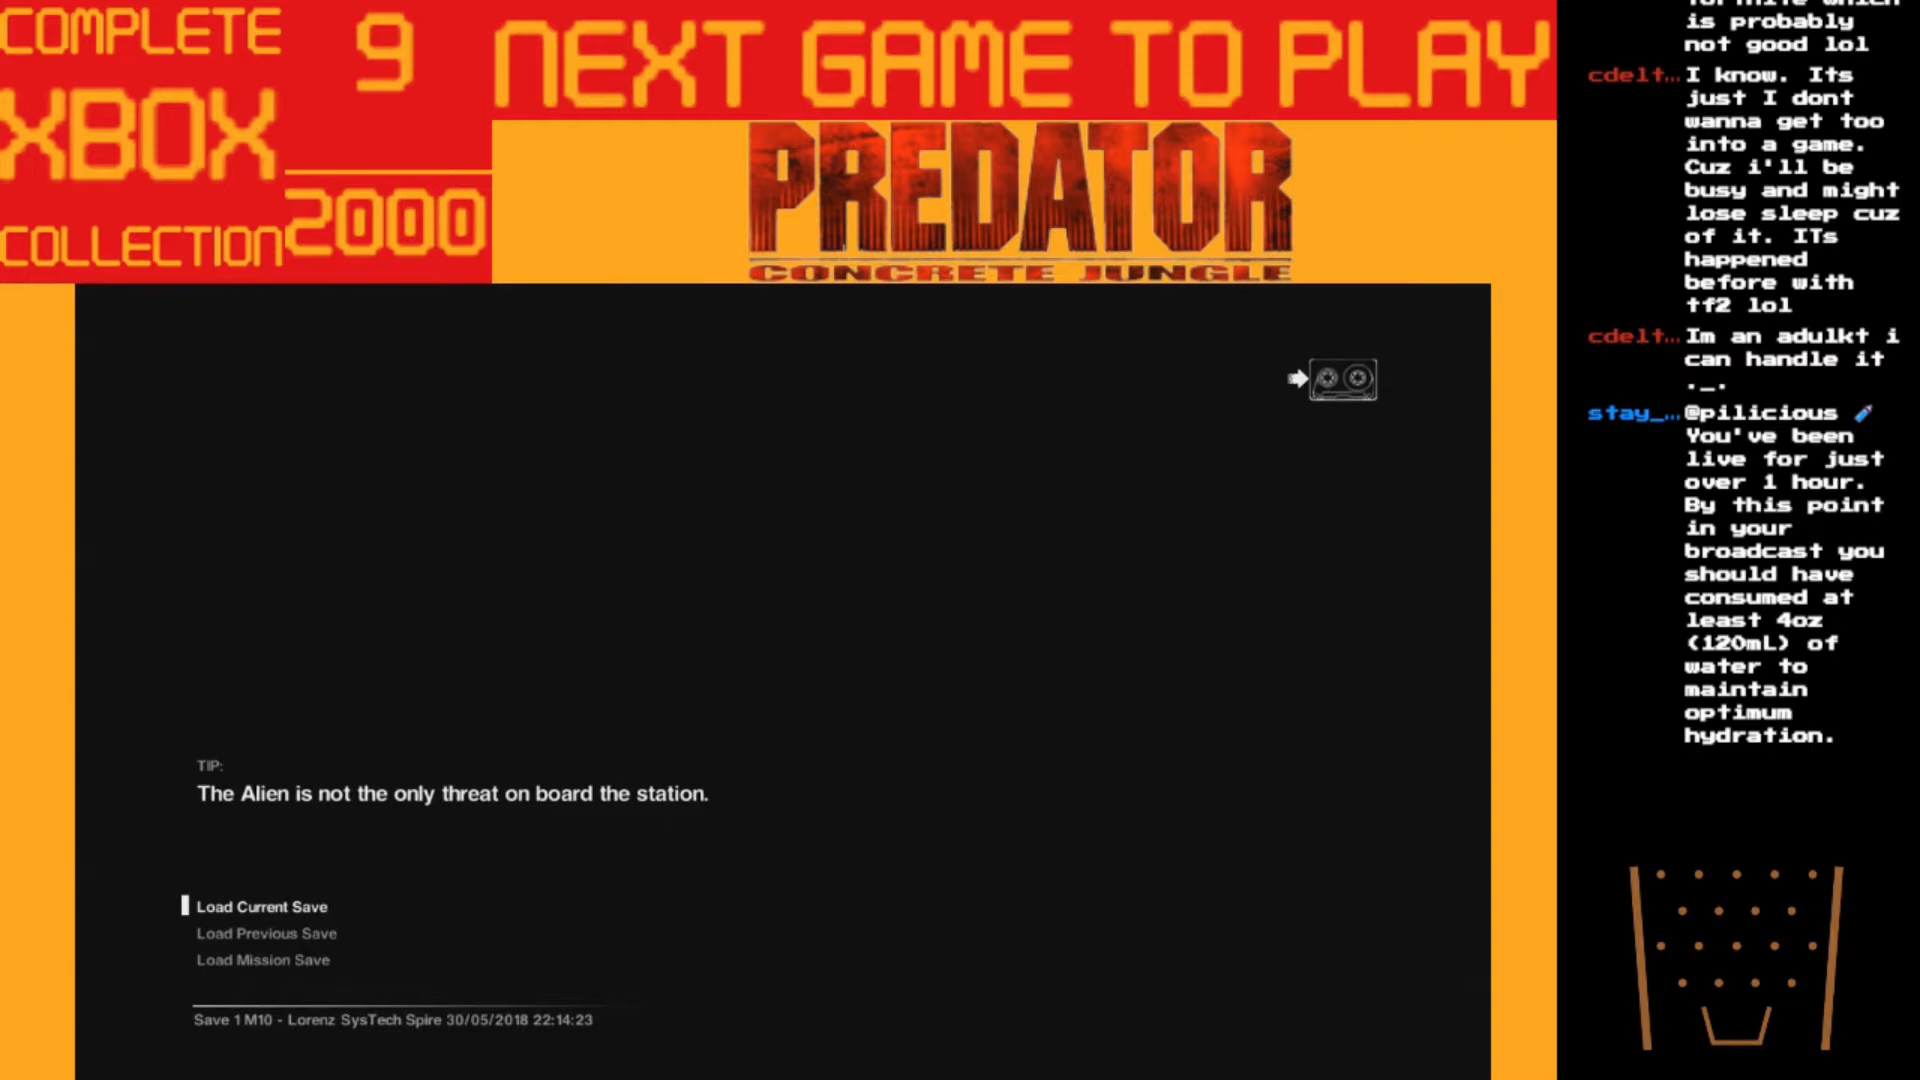 COMPLETE
XBOX
COLLECTION
9
2000
NEXT GAME TO PLAY
PREDATOR
CONCRETE JUNGLE
TIP:
The Alien is not the only threat on board the station.
Load Current Save
Load Previous Save
Load Mission Save
Save 1 M10 - Lorenz SysTech Spire 30/05/2018 22:14:23
is probably
not good lol
cdelt... I know. Its
just I dont
wanna get too
into a game.
Cuz i'll be
busy and might
lose sleep cuz
of it. ITs
happened
before with
tf2 lol
cdelt... Im an adulkt i
can handle it
._.
stay_... @pilicious
You've been
live for just
over 1 hour.
By this point
in your
broadcast you
should have
consumed at
least 4oz
(120mL) of
water to
maintain
optimum
hydration.